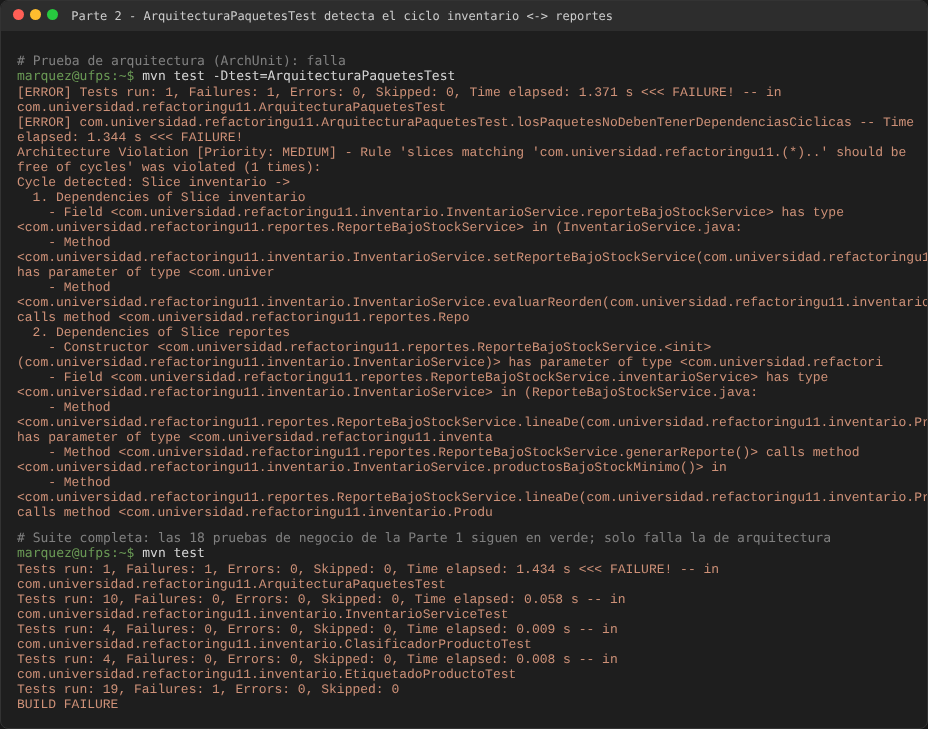 Parte 2 - ArquitecturaPaquetesTest detecta el ciclo inventario <-> reportes
# Prueba de arquitectura (ArchUnit): falla
marquez@ufps:~$ mvn test -Dtest=ArquitecturaPaquetesTest
[ERROR] Tests run: 1, Failures: 1, Errors: 0, Skipped: 0, Time elapsed: 1.371 s <<< FAILURE! -- in
com.universidad.refactoringu11.ArquitecturaPaquetesTest
[ERROR] com.universidad.refactoringu11.ArquitecturaPaquetesTest.losPaquetesNoDebenTenerDependenciasCiclicas -- Time
elapsed: 1.344 s <<< FAILURE!
Architecture Violation [Priority: MEDIUM] - Rule 'slices matching 'com.universidad.refactoringu11.(*)..' should be
free of cycles' was violated (1 times):
Cycle detected: Slice inventario ->
1. Dependencies of Slice inventario
- Field <com.universidad.refactoringu11.inventario.InventarioService.reporteBajoStockService> has type
<com.universidad.refactoringu11.reportes.ReporteBajoStockService> in (InventarioService.java:
- Method
<com.universidad.refactoringu11.inventario.InventarioService.setReporteBajoStockService(com.universidad.refactoringu1
has parameter of type <com.univer
- Method
<com.universidad.refactoringu11.inventario.InventarioService.evaluarReorden(com.universidad.refactoringu11.inventario
calls method <com.universidad.refactoringu11.reportes.Repo
2. Dependencies of Slice reportes
- Constructor <com.universidad.refactoringu11.reportes.ReporteBajoStockService.<init>
(com.universidad.refactoringu11.inventario.InventarioService)> has parameter of type <com.universidad.refactori
- Field <com.universidad.refactoringu11.reportes.ReporteBajoStockService.inventarioService> has type
<com.universidad.refactoringu11.inventario.InventarioService> in (ReporteBajoStockService.java:
- Method
<com.universidad.refactoringu11.reportes.ReporteBajoStockService.lineaDe(com.universidad.refactoringu11.inventario.Pr
has parameter of type <com.universidad.refactoringu11.inventa
- Method <com.universidad.refactoringu11.reportes.ReporteBajoStockService.generarReporte()> calls method
<com.universidad.refactoringu11.inventario.InventarioService.productosBajoStockMinimo()> in
- Method
<com.universidad.refactoringu11.reportes.ReporteBajoStockService.lineaDe(com.universidad.refactoringu11.inventario.Pr
calls method <com.universidad.refactoringu11.inventario.Produ
# Suite completa: las 18 pruebas de negocio de la Parte 1 siguen en verde; solo falla la de arquitectura
marquez@ufps:~$ mvn test
Tests run: 1, Failures: 1, Errors: 0, Skipped: 0, Time elapsed: 1.434 s <<< FAILURE! -- in
com.universidad.refactoringu11.ArquitecturaPaquetesTest
Tests run: 10, Failures: 0, Errors: 0, Skipped: 0, Time elapsed: 0.058 s -- in
com.universidad.refactoringu11.inventario.InventarioServiceTest
Tests run: 4, Failures: 0, Errors: 0, Skipped: 0, Time elapsed: 0.009 s -- in
com.universidad.refactoringu11.inventario.ClasificadorProductoTest
Tests run: 4, Failures: 0, Errors: 0, Skipped: 0, Time elapsed: 0.008 s -- in
com.universidad.refactoringu11.inventario.EtiquetadoProductoTest
Tests run: 19, Failures: 1, Errors: 0, Skipped: 0
BUILD FAILURE